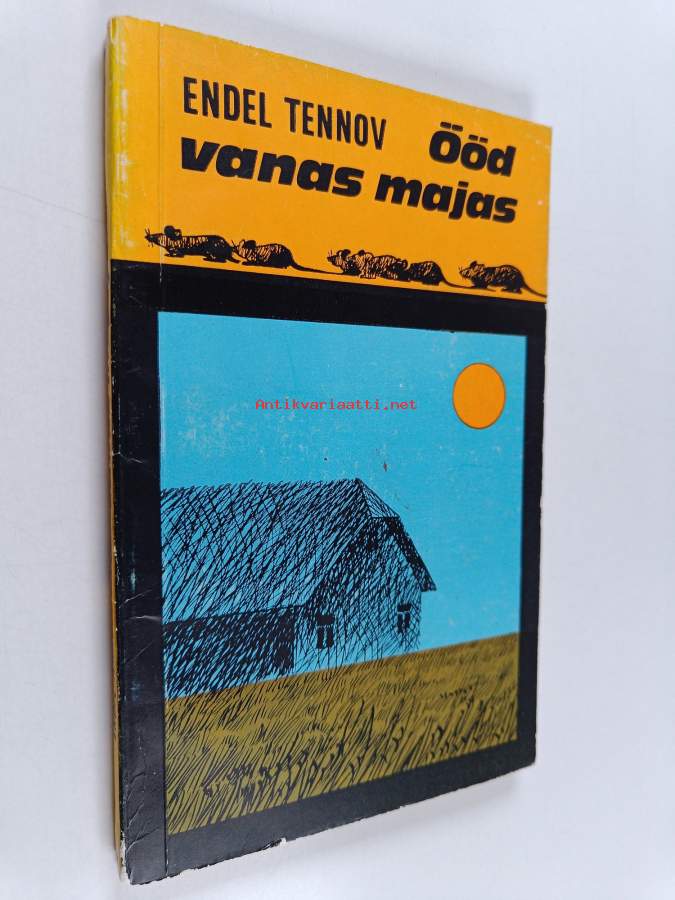 ENDEL TENNOV Ööd
vanas majas
Antikvariaatti.net